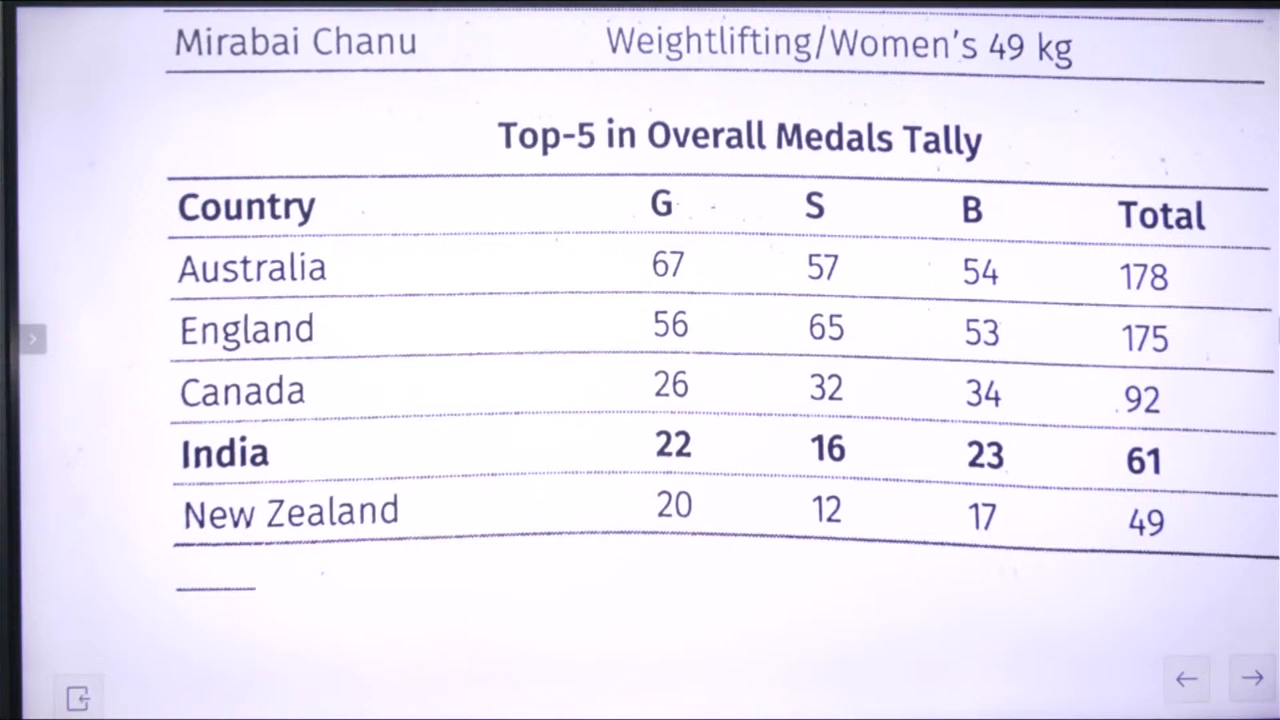 Mirabai Chanu Weightlifting/Women's 49 kg
Top-5 in Overall Medals Tally
Country G S B Total
Australia 67 57 54 178
England 56 65 53 175
Canada 26 32 34 92
India 22 16 23 61
New Zealand 20 12 17 49